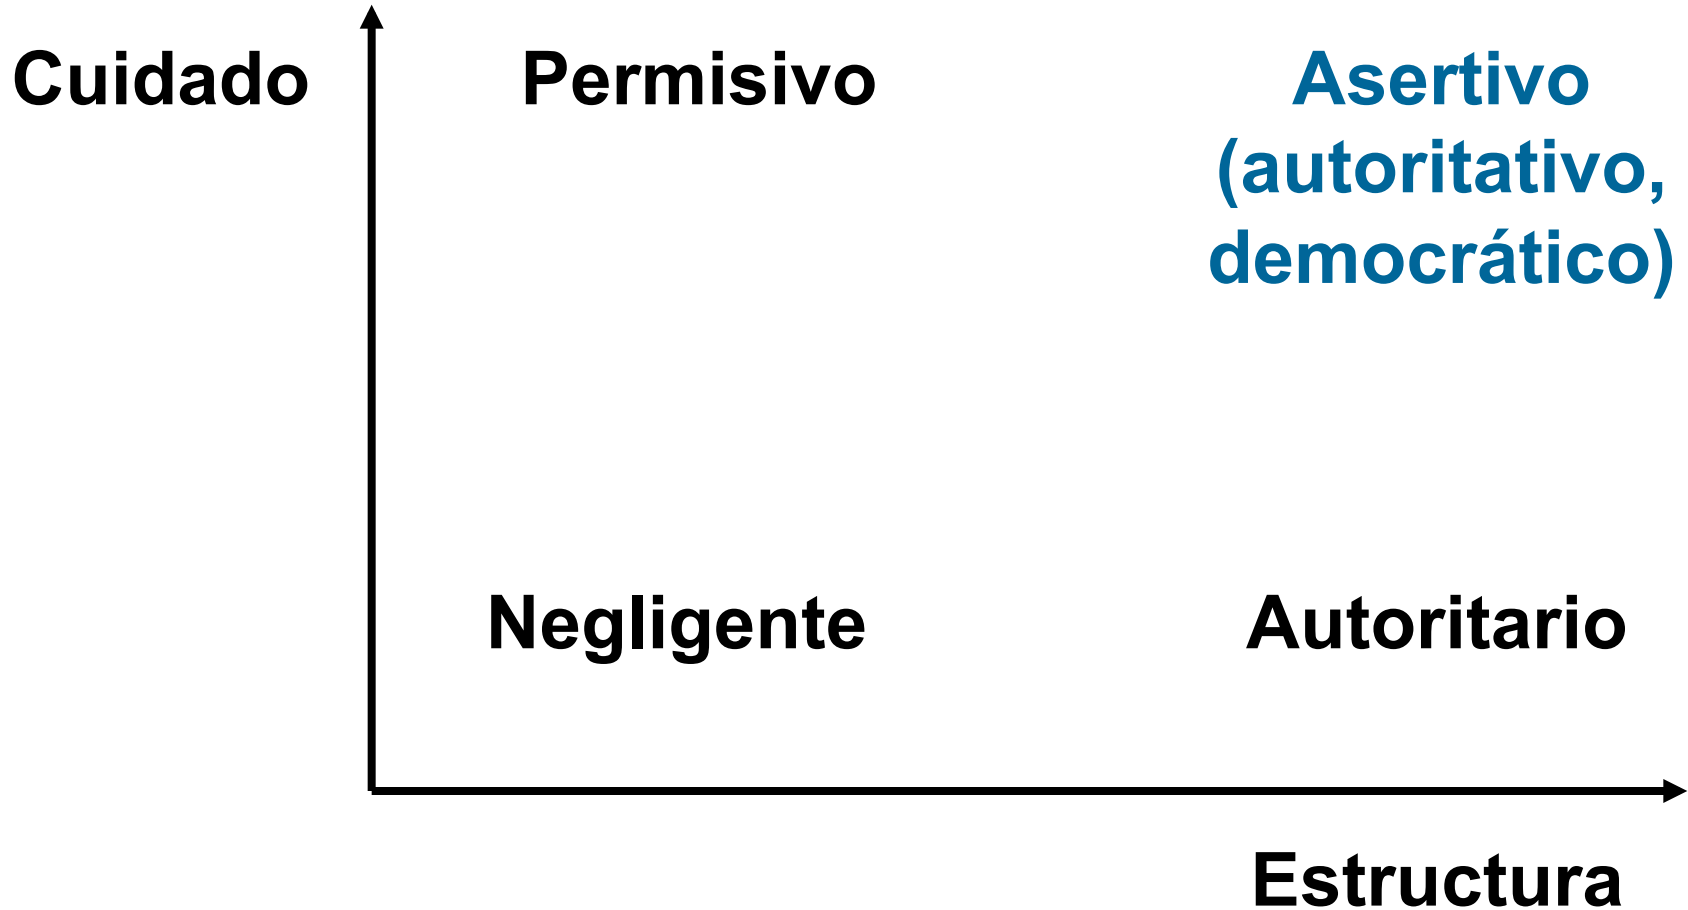 Cuidado
Permisivo
Asertivo
(autoritativo,
democrático)
Negligente
Autoritario
Estructura